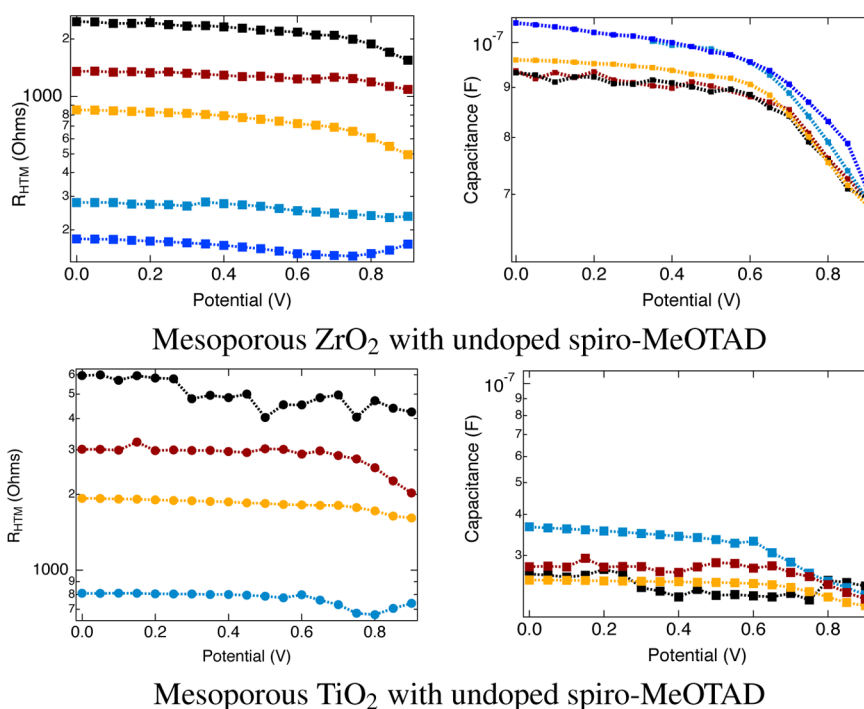 2
1000
8
7
6
5
4
3
2
R_HTM (Ohms)
0.0 0.2 0.4 0.6 0.8
Potential (V)
10⁻⁷
9
8
7
Capacitance (F)
0.0 0.2 0.4 0.6 0.8
Potential (V)
Mesoporous ZrO₂ with undoped spiro-MeOTAD
6
5
4
3
2
1000
9
8
7
R_HTM (Ohms)
0.0 0.2 0.4 0.6 0.8
Potential (V)
10⁻⁷
9
8
7
6
5
4
3
Capacitance (F)
0.0 0.2 0.4 0.6 0.8
Potential (V)
Mesoporous TiO₂ with undoped spiro-MeOTAD